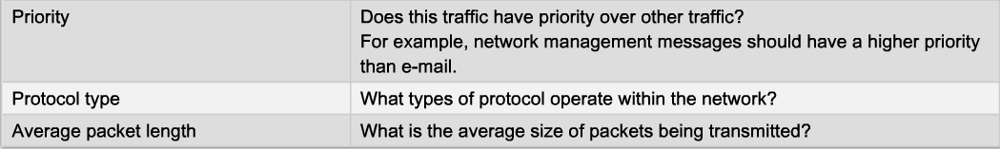 Priority
Does this traffic have priority over other traffic?
For example, network management messages should have a higher priority
than e-mail.
Protocol type
What types of protocol operate within the network?
Average packet length
What is the average size of packets being transmitted?